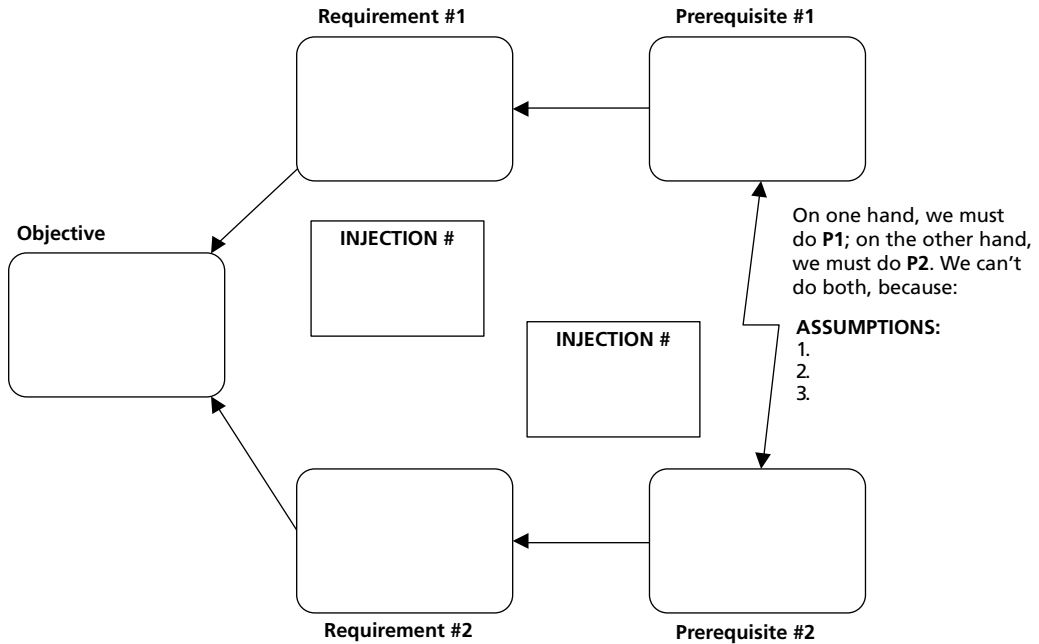 Requirement #1
Prerequisite #1
On one hand, we must
do P1; on the other hand,
we must do P2. We can't
do both, because:
Objective
INJECTION #
INJECTION #
ASSUMPTIONS:
1.
2.
3.
Requirement #2
Prerequisite #2